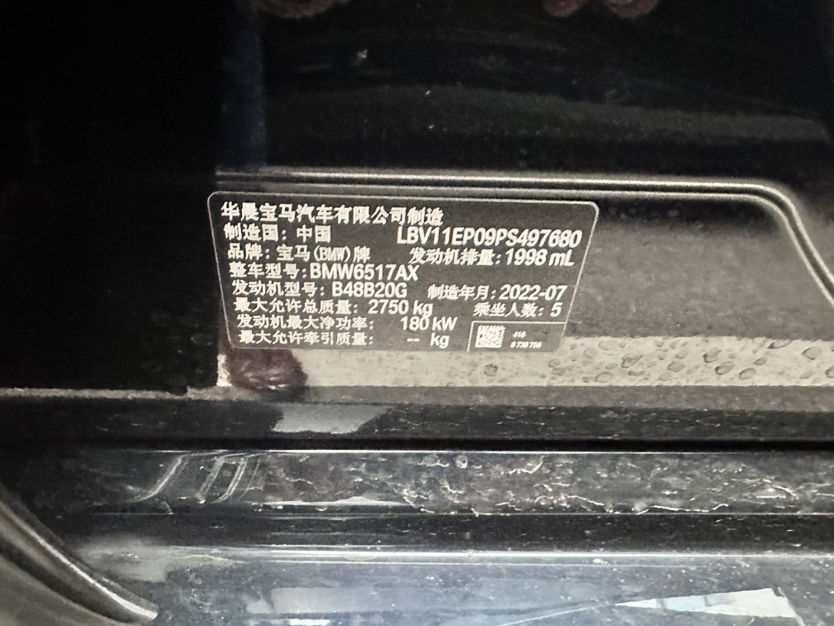 华晨宝马汽车有限公司制造
制造国：中国 LBV11EP09PS497680
品牌：宝马(BMW)牌 发动机排量：1998 mL
整车型号：BMW6517AX
发动机型号：B48B20G 制造年月：2022-07
最大允许总质量：2750 kg 乘坐人数：5
发动机最大净功率：180 kW
最大允许牵引质量：-- kg
416
8 738 756